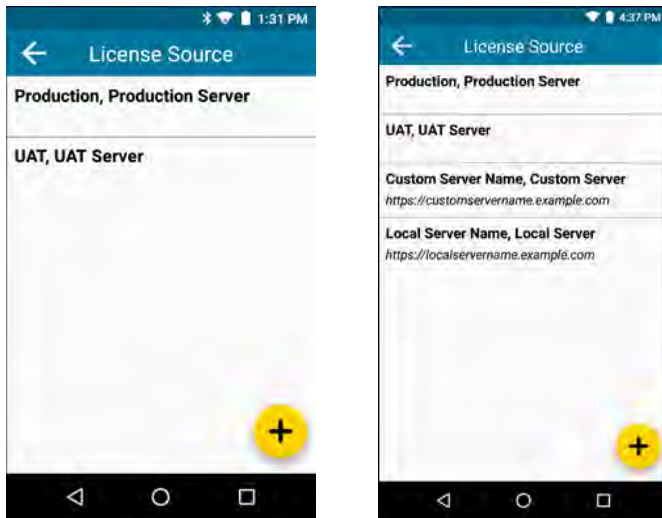 1:31 PM
License Source
Production, Production Server
UAT, UAT Server
4:37 PM
License Source
Production, Production Server
UAT, UAT Server
Custom Server Name, Custom Server
https://customservername.example.com
Local Server Name, Local Server
https://localservername.example.com